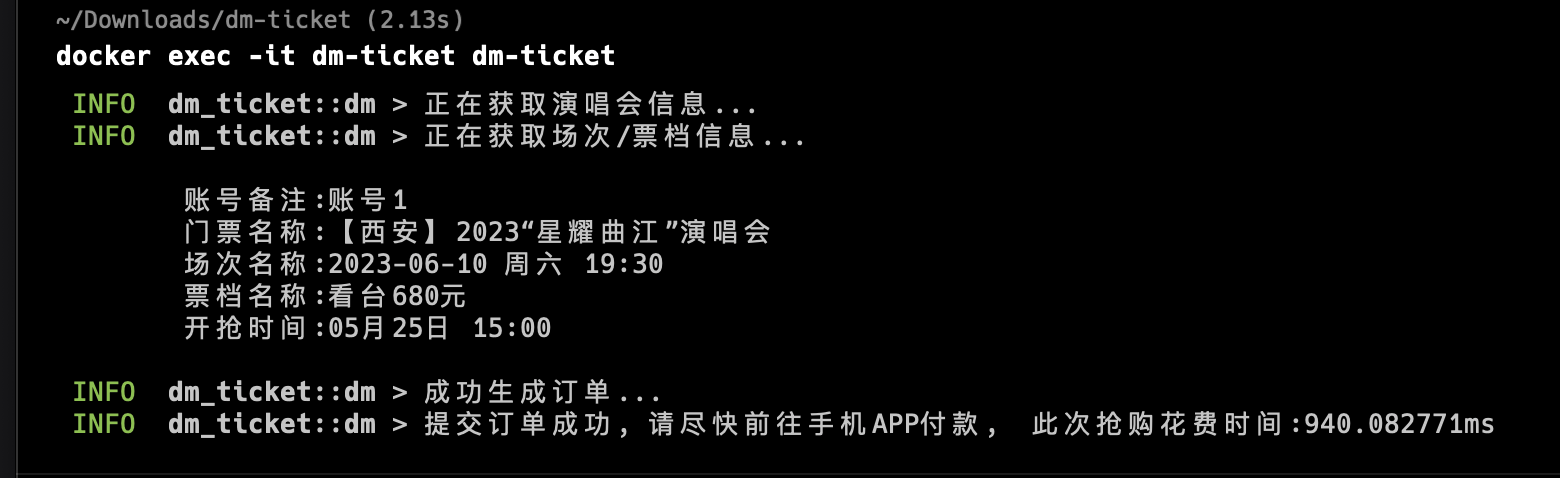 ~/Downloads/dm-ticket (2.13s)
docker exec -it dm-ticket dm-ticket
INFO dm_ticket::dm > 正在获取演唱会信息...
INFO dm_ticket::dm > 正在获取场次/票档信息...
账号备注:账号1
门票名称:【西安】2023“星耀曲江”演唱会
场次名称:2023-06-10 周六 19:30
票档名称:看台680元
开抢时间:05月25日 15:00
INFO dm_ticket::dm > 成功生成订单...
INFO dm_ticket::dm > 提交订单成功, 请尽快前往手机APP付款, 此次抢购花费时间:940.082771ms